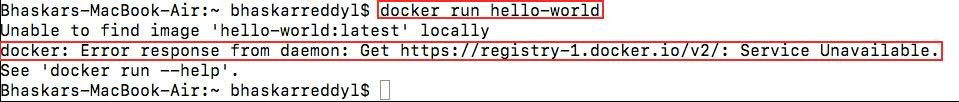 Bhaskars-MacBook-Air:~ bhaskarreddyl$ docker run hello-world
Unable to find image 'hello-world:latest' locally
docker: Error response from daemon: Get https://registry-1.docker.io/v2/: Service Unavailable.
See 'docker run --help'.
Bhaskars-MacBook-Air:~ bhaskarreddyl$